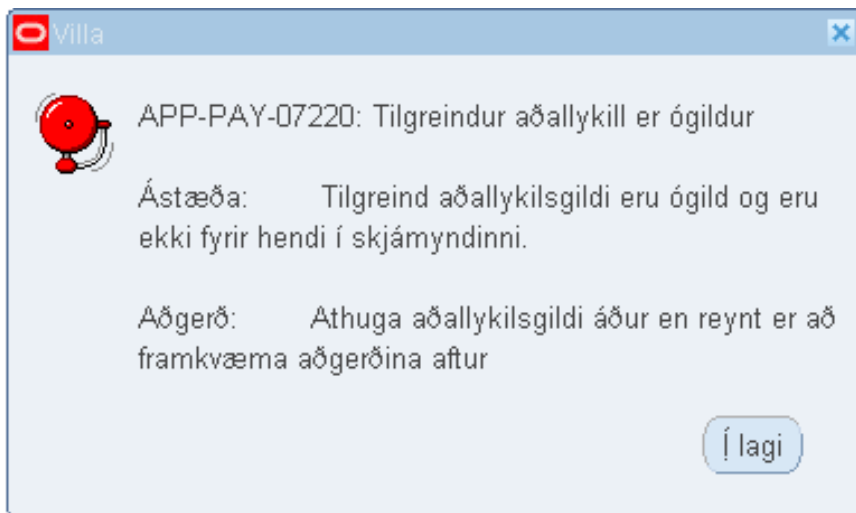 Villa
APP-PAY-07220: Tilgreindur aðallykill er ógildur
Ástæða: Tilgreind aðallykilsgildi eru ógild og eru
ekki fyrir hendi í skjámyndinni.
Aðgerð: Athuga aðallykilsgildi áður en reynt er að
framkvæma aðgerðina aftur
Í lagi